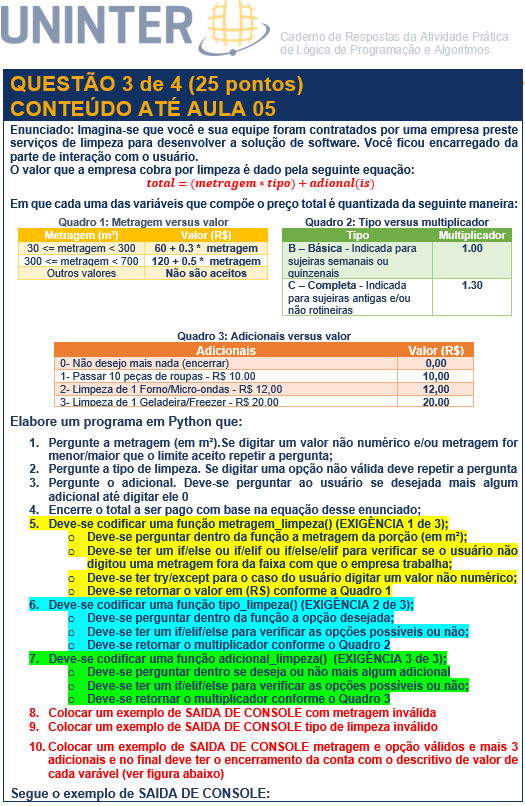 UNINTER
Caderno de Respostas da Atividade Prática
de Lógica de Programação e Algoritmos.
QUESTÃO 3 de 4 (25 pontos)
CONTEÚDO ATÉ AULA 05
Enunciado: Imagina-se que você e sua equipe foram contratados por uma empresa preste
serviços de limpeza para desenvolver a solução de software. Você ficou encarregado da
parte de interação com o usuário.
O valor que a empresa cobra por limpeza é dado pela seguinte equação:
total = (metragem * tipo) + adional(is)
Em que cada uma das variáveis que compõe o preço total é quantizada da seguinte maneira:
Quadro 1: Metragem versus valor
Metragem (m²) Valor (R$)
30 <= metragem < 300 60 + 0.3 * metragem
300 <= metragem < 700 120 + 0.5 * metragem
Outros valores Não são aceitos
Quadro 2: Tipo versus multiplicador
Tipo Multiplicador
B – Básica - Indicada para 1.00
sujeiras semanais ou
quinzenais
C – Completa - Indicada 1.30
para sujeiras antigas e/ou
não rotineiras
Quadro 3: Adicionais versus valor
Adicionais Valor (R$)
0- Não desejo mais nada (encerrar) 0,00
1- Passar 10 peças de roupas - R$ 10.00 10,00
2- Limpeza de 1 Forno/Micro-ondas - R$ 12,00 12,00
3- Limpeza de 1 Geladeira/Freezer - R$ 20.00 20.00
Elabore um programa em Python que:
1. Pergunte a metragem (em m²).Se digitar um valor não numérico e/ou metragem for
menor/maior que o limite aceito repetir a pergunta;
2. Pergunte a tipo de limpeza. Se digitar uma opção não válida deve repetir a pergunta
3. Pergunte o adicional. Deve-se perguntar ao usuário se desejada mais algum
adicional até digitar ele 0
4. Encerre o total a ser pago com base na equação desse enunciado;
5. Deve-se codificar uma função metragem_limpeza() (EXIGÊNCIA 1 de 3);
o Deve-se perguntar dentro da função a metragem da porção (em m²);
o Deve-se ter um if/else ou if/elif ou if/else/elif para verificar se o usuário não
digitou uma metragem fora da faixa com que o empresa trabalha;
o Deve-se ter try/except para o caso do usuário digitar um valor não numérico;
o Deve-se retornar o valor em (RS) conforme a Quadro 1
6. Deve-se codificar uma função tipo_limpeza() (EXIGÊNCIA 2 de 3);
o Deve-se perguntar dentro da função a opção desejada;
o Deve-se ter um if/elif/else para verificar as opções possíveis ou não;
o Deve-se retornar o multiplicador conforme o Quadro 2
7. Deve-se codificar uma função adicional_limpeza() (EXIGÊNCIA 3 de 3);
o Deve-se perguntar dentro se deseja ou não mais algum adicional
o Deve-se ter um if/elif/else para verificar as opções possíveis ou não;
o Deve-se retornar o multiplicador conforme o Quadro 3
8. Colocar um exemplo de SAIDA DE CONSOLE com metragem inválida
9. Colocar um exemplo de SAIDA DE CONSOLE tipo de limpeza inválido
10. Colocar um exemplo de SAIDA DE CONSOLE metragem e opção válidos e mais 3
adicionais e no final deve ter o encerramento da conta com o descritivo de valor de
cada varável (ver figura abaixo)
Segue o exemplo de SAIDA DE CONSOLE: